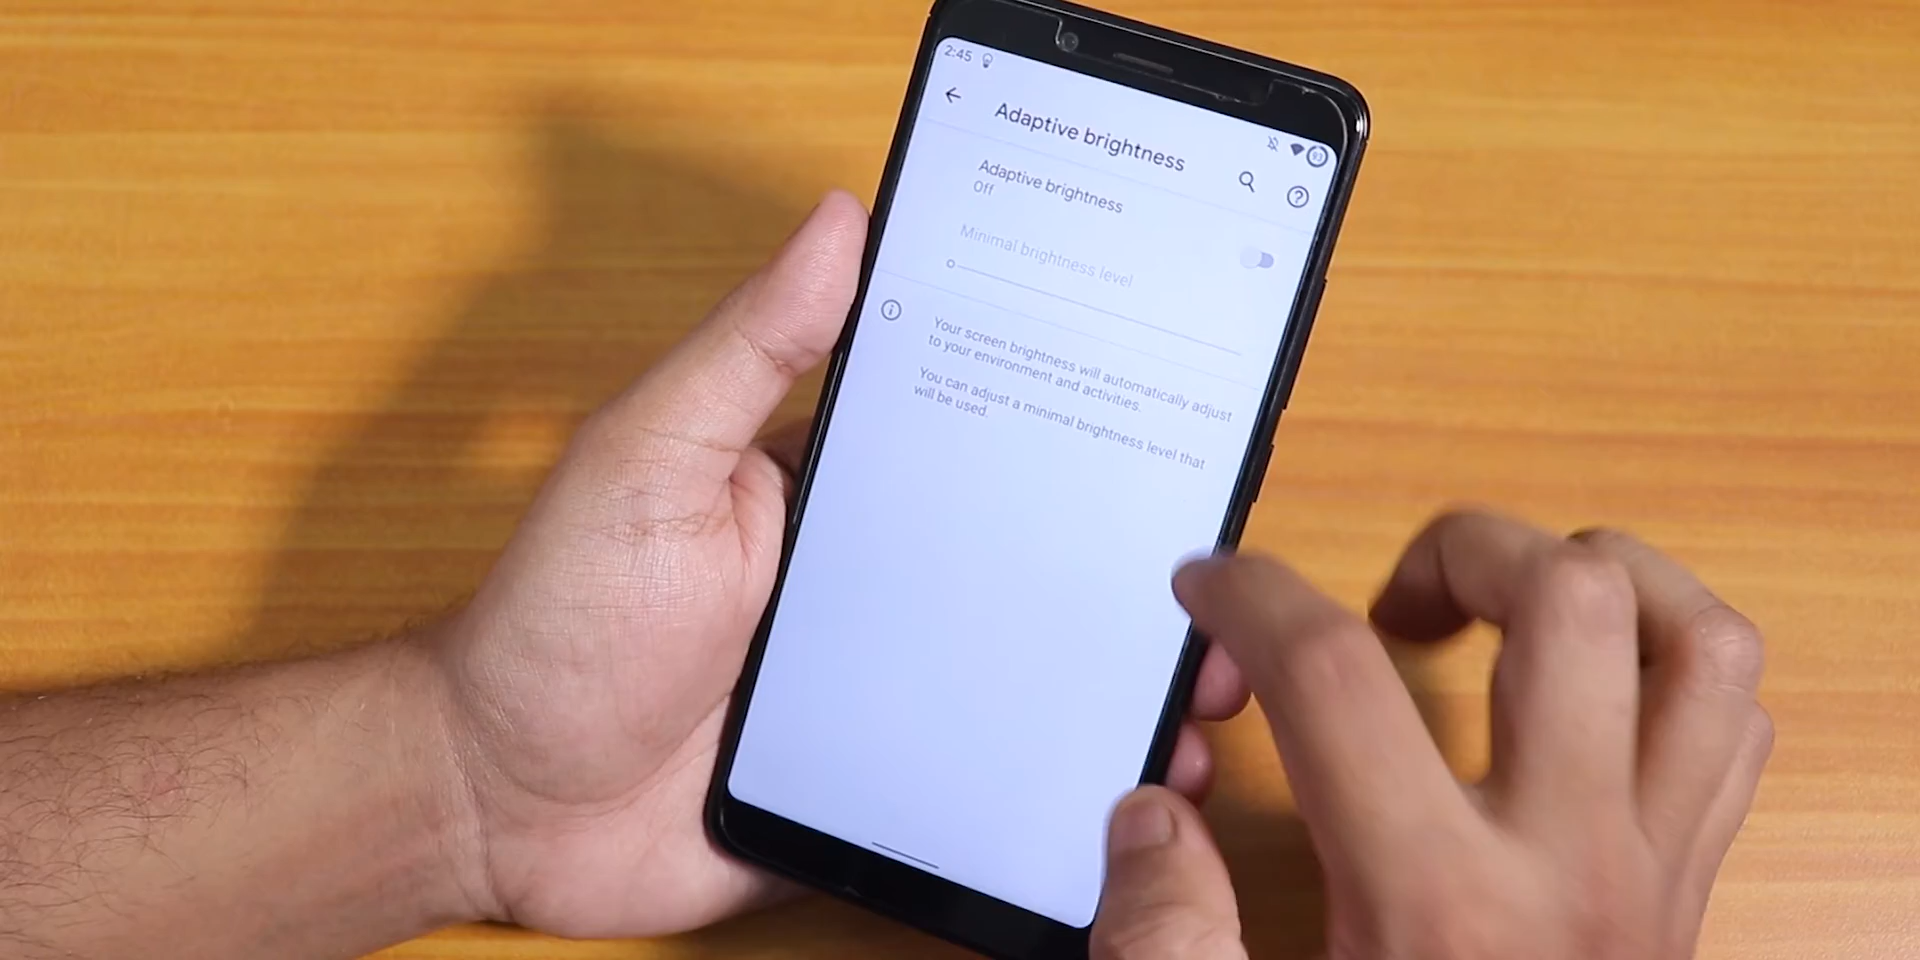 2:45
93
Adaptive brightness
Adaptive brightness
Off
Minimal brightness level
Your screen brightness will automatically adjust
to your environment and activities.
You can adjust a minimal brightness level that
will be used.